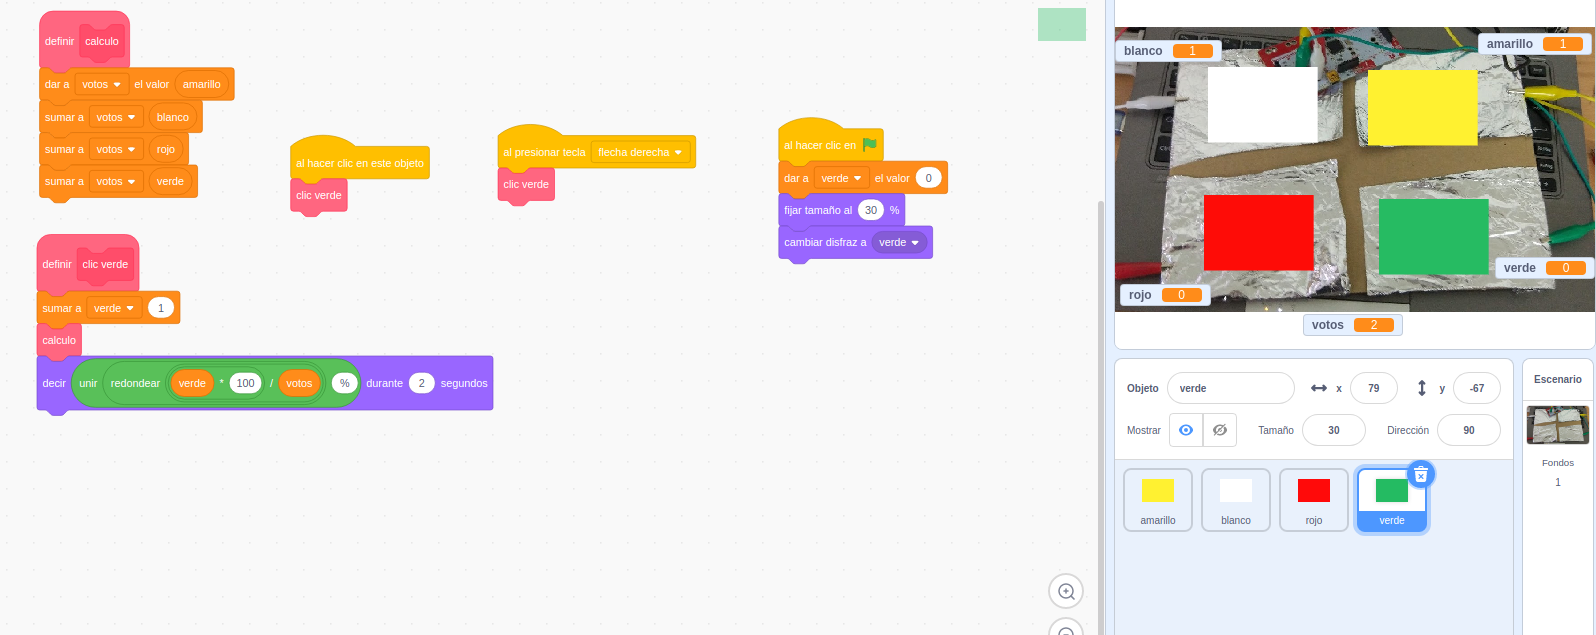 definir calculo
dar a votos el valor amarillo
sumar a votos blanco
sumar a votos rojo
sumar a votos verde
definir clic verde
sumar a verde 1
calculo
decir unir redondear verde * 100 / votos % durante 2 segundos
al hacer clic en este objeto
clic verde
al presionar tecla flecha derecha
clic verde
al hacer clic en
dar a verde el valor 0
fijar tamaño al 30 %
cambiar disfraz a verde
blanco 1
amarillo 1
verde 0
rojo 0
votos 2
Objeto verde x 79 y -67
Mostrar Tamaño 30 Dirección 90
amarillo
blanco
rojo
verde
Escenario
Fondos
1